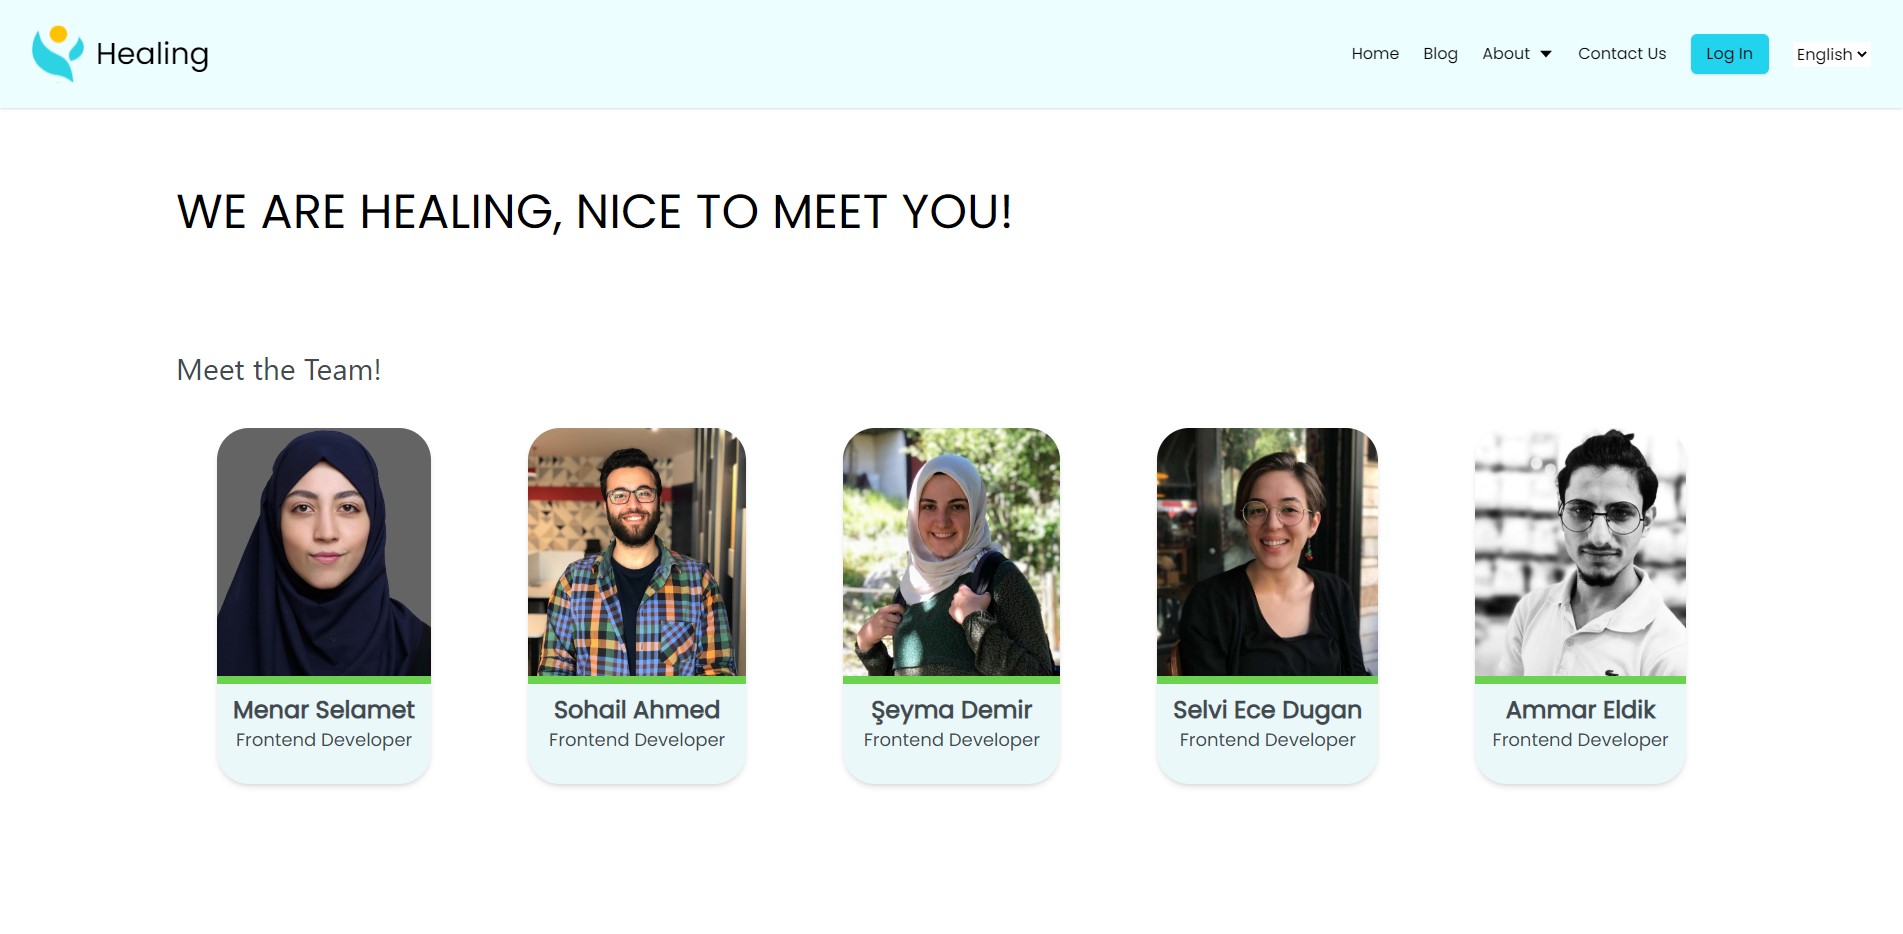 Healing
Home Blog About Contact Us Log In English
WE ARE HEALING, NICE TO MEET YOU!
Meet the Team!
Menar Selamet
Frontend Developer
Sohail Ahmed
Frontend Developer
Şeyma Demir
Frontend Developer
Selvi Ece Dugan
Frontend Developer
Ammar Eldik
Frontend Developer